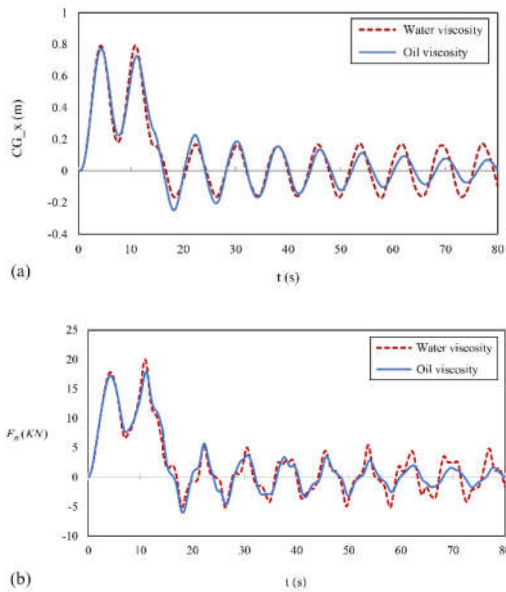 1
0.8
0.6
0.4
0.2
0
-0.2
-0.4
CG_x (m)
Water viscosity
Oil viscosity
0 10 20 30 40 50 60 70 80
t (s)
(a)
25
20
15
10
5
0
-5
-10
Fn (KN)
Water viscosity
Oil viscosity
0 10 20 30 40 50 60 70 80
t (s)
(b)